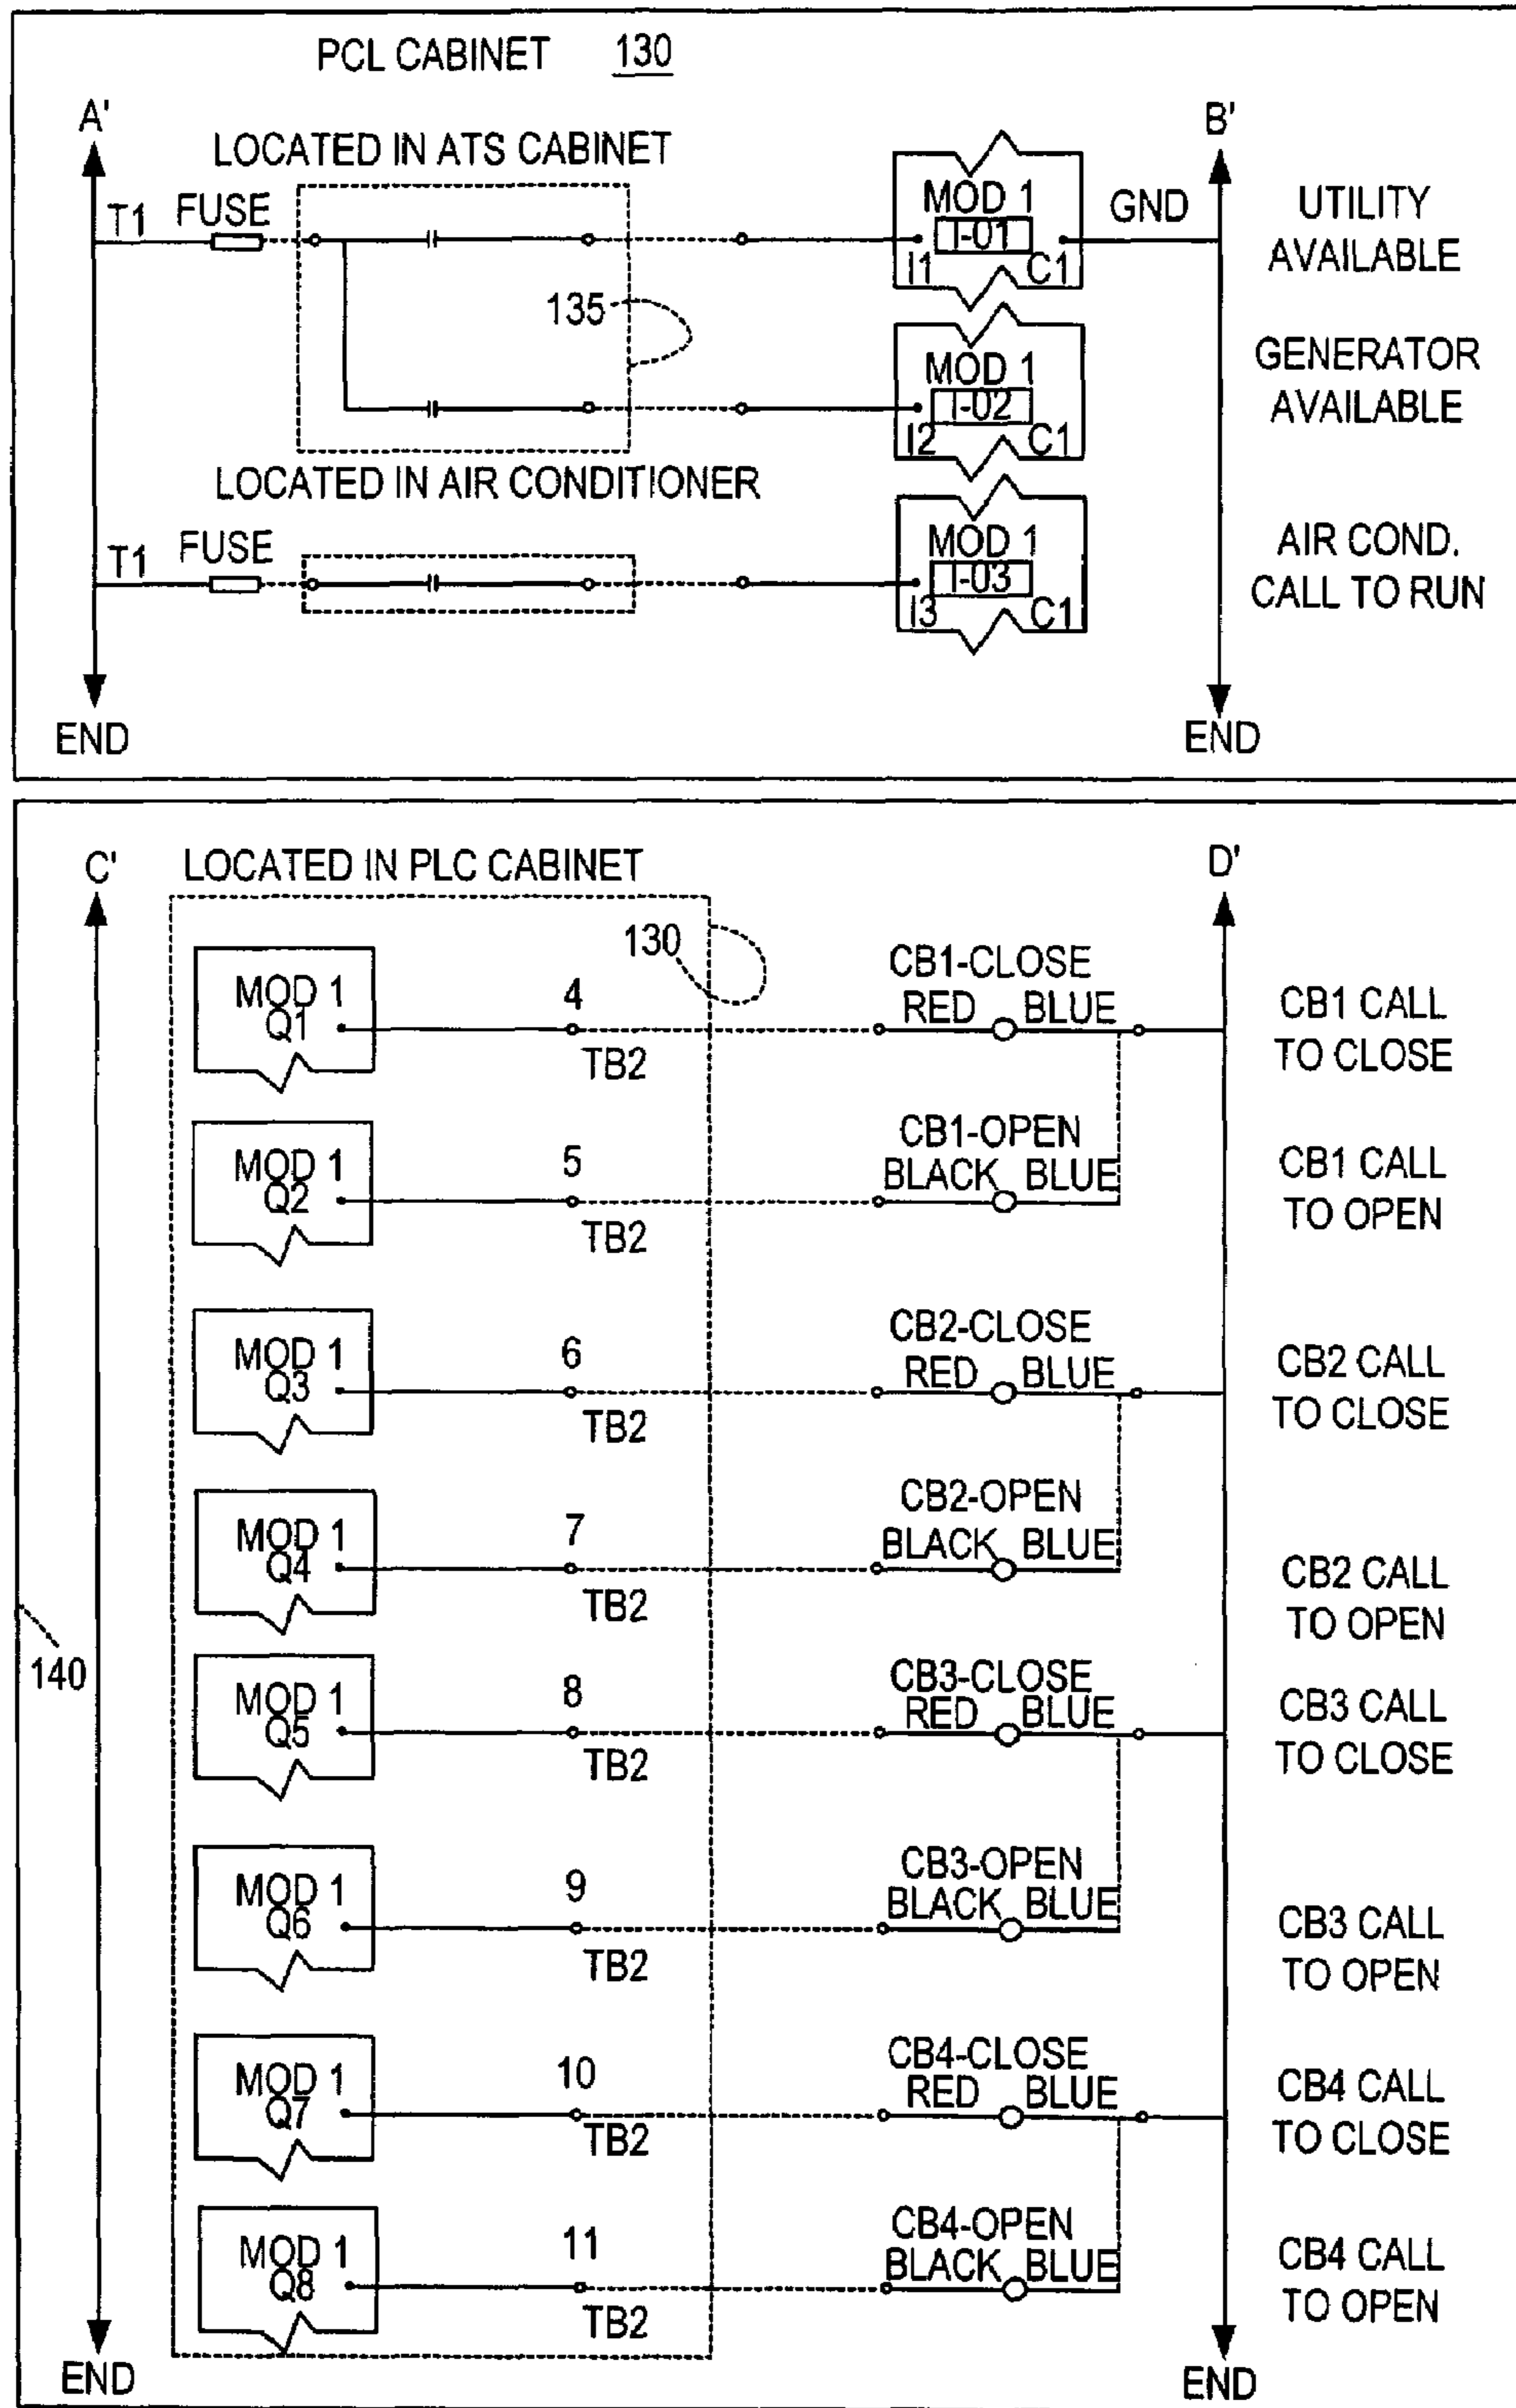 PCL CABINET 130
A'
B'
LOCATED IN ATS CABINET
T1 FUSE
MOD 1
I-01
I1 C1
GND
UTILITY
AVAILABLE
135
MOD 1
I-02
I2 C1
GENERATOR
AVAILABLE
LOCATED IN AIR CONDITIONER
T1 FUSE
MOD 1
I-03
I3 C1
AIR COND.
CALL TO RUN
END
END
C'
LOCATED IN PLC CABINET
D'
130
MOD 1
Q1
4
TB2
CB1-CLOSE
RED BLUE
CB1 CALL
TO CLOSE
MOD 1
Q2
5
TB2
CB1-OPEN
BLACK BLUE
CB1 CALL
TO OPEN
MOD 1
Q3
6
TB2
CB2-CLOSE
RED BLUE
CB2 CALL
TO CLOSE
MOD 1
Q4
7
TB2
CB2-OPEN
BLACK BLUE
CB2 CALL
TO OPEN
140
MOD 1
Q5
8
TB2
CB3-CLOSE
RED BLUE
CB3 CALL
TO CLOSE
MOD 1
Q6
9
TB2
CB3-OPEN
BLACK BLUE
CB3 CALL
TO OPEN
MOD 1
Q7
10
TB2
CB4-CLOSE
RED BLUE
CB4 CALL
TO CLOSE
MOD 1
Q8
11
TB2
CB4-OPEN
BLACK BLUE
CB4 CALL
TO OPEN
END
END